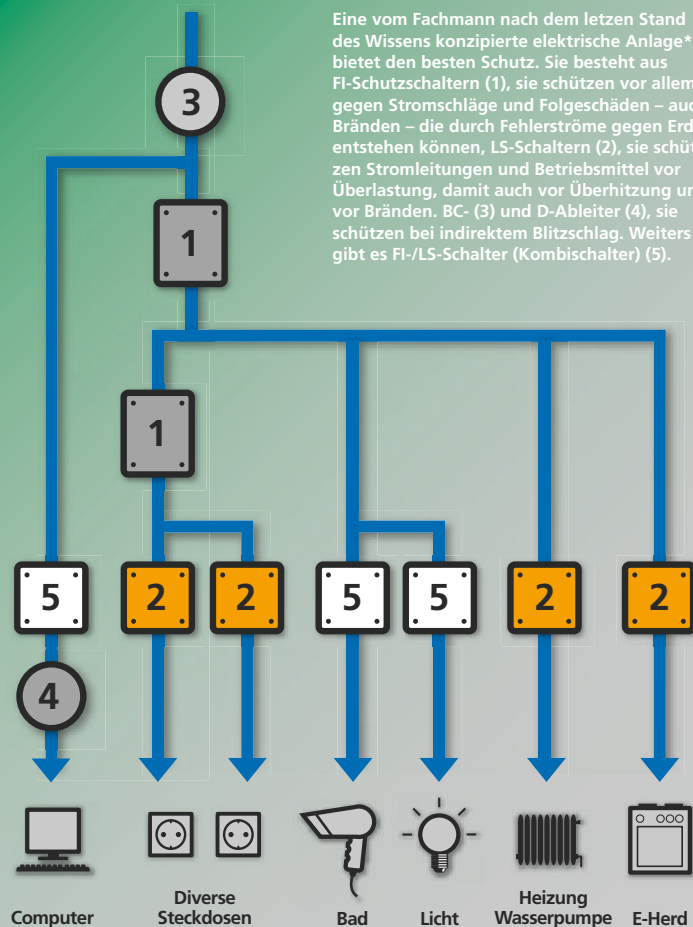 Eine vom Fachmann nach dem letzen Stand
des Wissens konzipierte elektrische Anlage*
bietet den besten Schutz. Sie besteht aus
FI-Schutzschaltern (1), sie schützen vor allem
gegen Stromschläge und Folgeschäden – auc
Bränden – die durch Fehlerströme gegen Erd
entstehen können, LS-Schaltern (2), sie schüt
zen Stromleitungen und Betriebsmittel vor
Überlastung, damit auch vor Überhitzung un
vor Bränden. BC- (3) und D-Ableiter (4), sie
schützen bei indirektem Blitzschlag. Weiters
gibt es FI-/LS-Schalter (Kombischalter) (5).
3
1
1
5 2 2 5 5 2 2
4
Computer
Diverse
Steckdosen
Bad
Licht
Heizung
Wasserpumpe
E-Herd